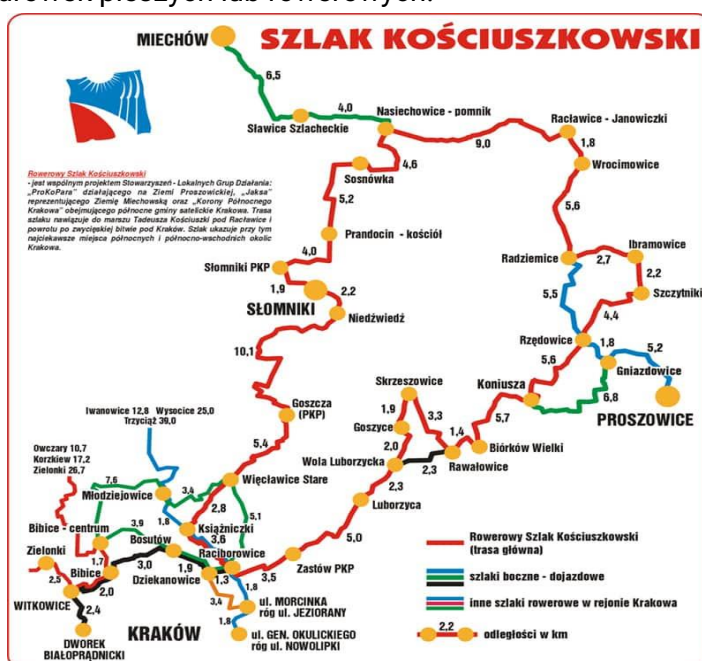 MIECHÓW
SZLAK KOŚCIUSZKOWSKI
6,5
4,0
Nasiechowice - pomnik
Sławice Szlacheckie
Racławice - Janowiczki
9,0
1,8
Wrocimowice
4,6
Sosnówka
Rowerowy Szlak Kościuszkowski
- jest wspólnym projektem Stowarzyszeń - Lokalnych Grup Działania:
„ProKoPara” działającego na Ziemi Proszowickiej, „Jaksa”
reprezentującego Ziemię Miechowską oraz „Korony Północnego
Krakowa” obejmującego północne gminy satelickie Krakowa. Trasa
szlaku nawiązuje do marszu Tadeusza Kościuszki pod Racławice i
powrotu po zwycięskiej bitwie pod Kraków. Szlak ukazuje przy tym
najciekawsze miejsca północnych i północno-wschodnich okolic
Krakowa.
5,2
5,6
Prandocin - kościół
4,0
Ibramowice
Radziemice
2,7
Słomniki PKP
2,2
1,9
SŁOMNIKI
2,2
5,5
Szczytniki
Niedźwiedź
4,4
Rzędowice
1,8
5,2
10,1
5,6
Gniazdowice
Skrzeszowice
Koniusza
6,8
PROSZOWICE
Iwanowice 12,8 Wysocice 25,0
Trzyciąż 39,0
Goszcza
(PKP)
1,9
3,3
5,7
Goszyce
1,4
5,4
2,0
Biórków Wielki
Owczary 10,7
Korzkiew 17,2
Zielonki 26,7
Wola Luborzycka
2,3
Rawałowice
7,6
3,4
Więcławice Stare
2,3
Młodziejowice
2,8
Luborzyca
1,8
Książniczki
5,1
Bibice - centrum
3,9
3,6
5,0
Zielonki
Bosutów
Raciborowice
1,7
Zastów PKP
Bibice
3,0
1,9
1,3
3,5
2,5
2,0
Dziekanowice
1,8
WITKOWICE
3,4
ul. MORCINKA
róg ul. JEZIORANY
2,4
KRAKÓW
1,8
DWOREK
BIAŁOPRĄDNICKI
ul. GEN. OKULICKIEGO
róg ul. NOWOLIPKI
Rowerowy Szlak Kościuszkowski
(trasa główna)
szlaki boczne - dojazdowe
inne szlaki rowerowe w rejonie Krakowa
2,2
odległości w km